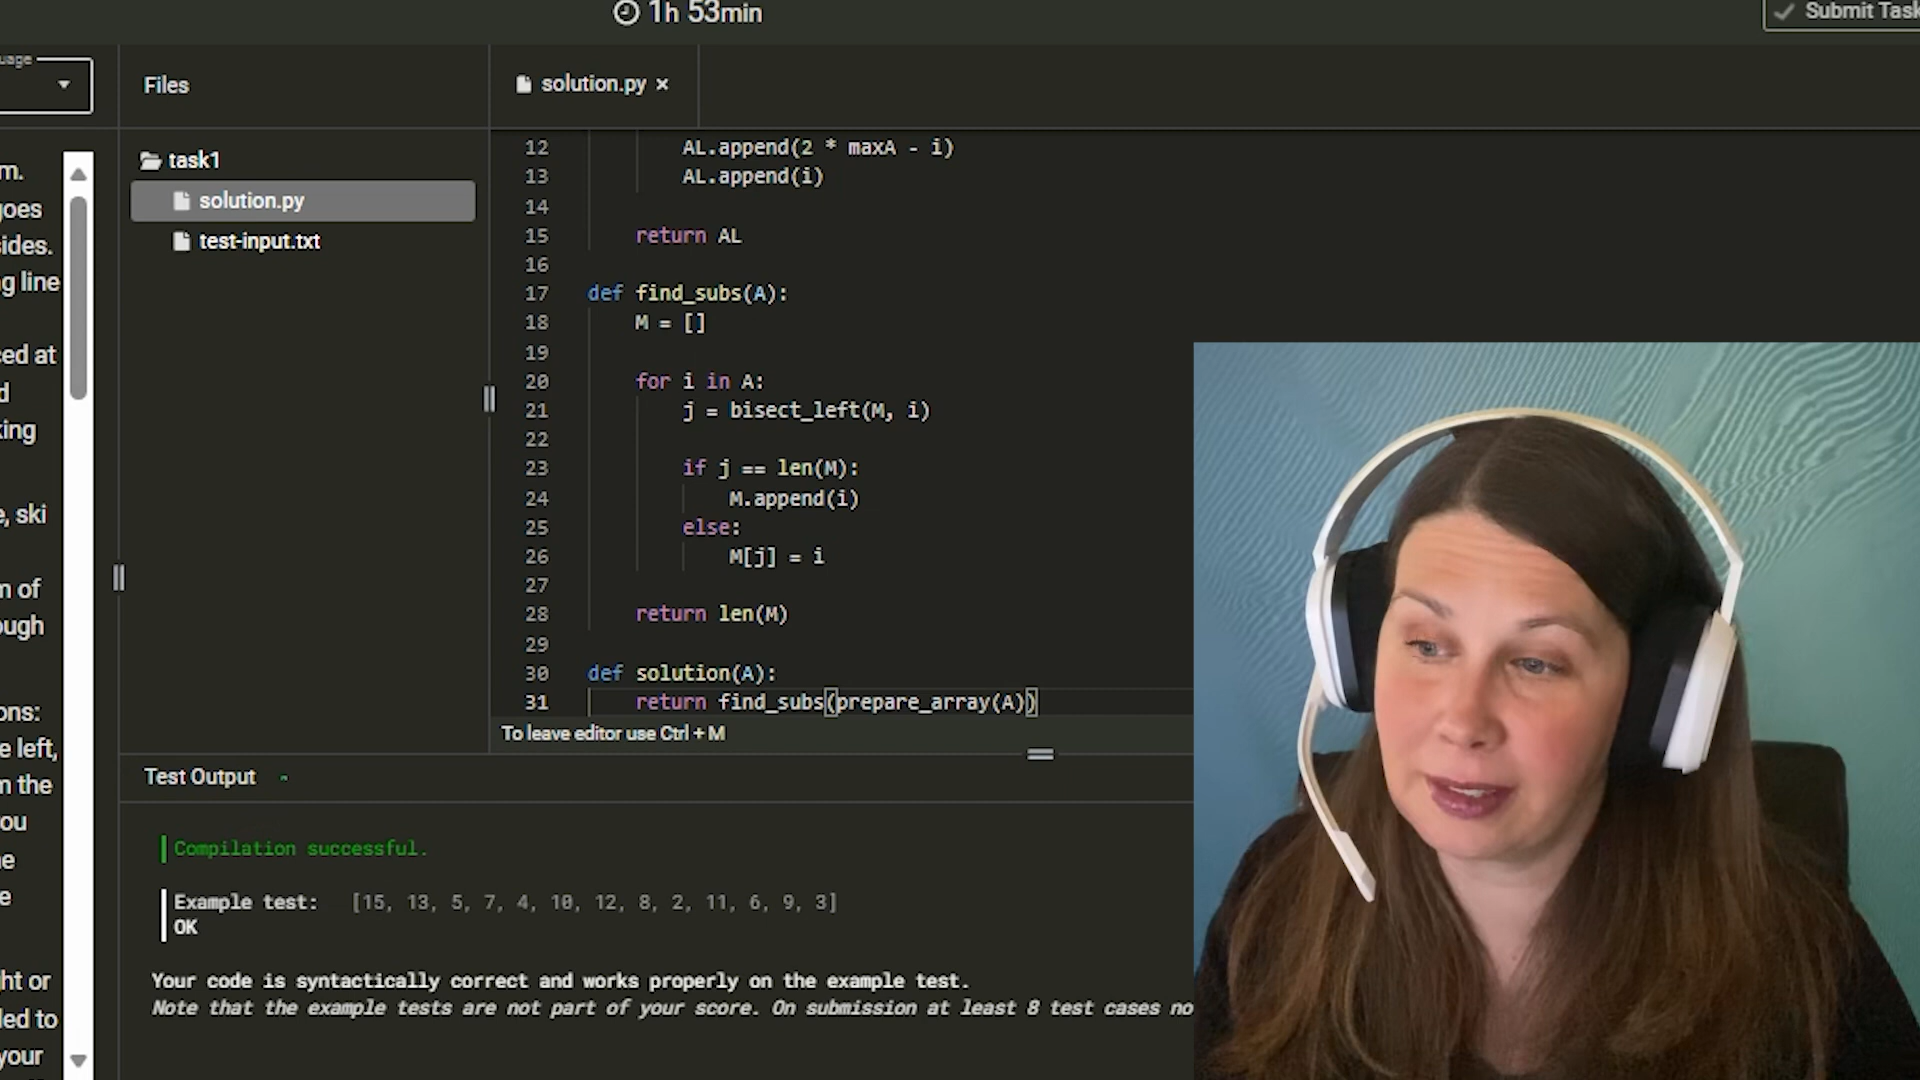 1h 53min
Submit Task
uage
Files
solution.py ×
m.
goes
sides.
g line
ced at
d
king
e, ski
m of
ough
ons:
e left,
m the
ou
ne
e
ht or
led to
your
task1
solution.py
test-input.txt
12 AL.append(2 * maxA - i)
13 AL.append(i)
14
15 return AL
16
17 def find_subs(A):
18 M = []
19
20 for i in A:
21 j = bisect_left(M, i)
22
23 if j == len(M):
24 M.append(i)
25 else:
26 M[j] = i
27
28 return len(M)
29
30 def solution(A):
31 return find_subs(prepare_array(A))
To leave editor use Ctrl + M
Test Output
Compilation successful.
Example test: [15, 13, 5, 7, 4, 10, 12, 8, 2, 11, 6, 9, 3]
OK
Your code is syntactically correct and works properly on the example test.
Note that the example tests are not part of your score. On submission at least 8 test cases no